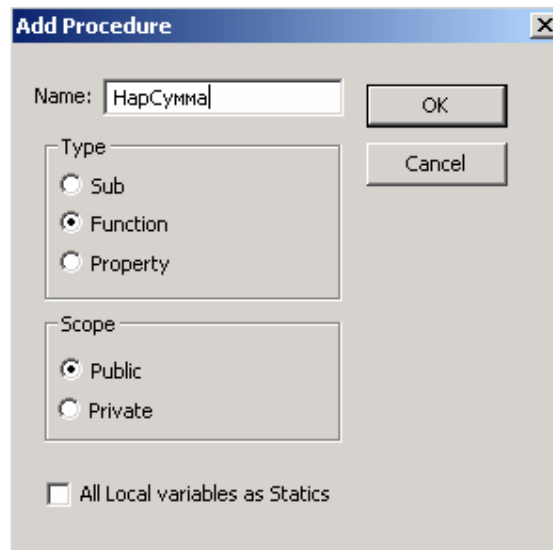 Add Procedure
Name: НарСумма
OK
Cancel
Type
Sub
Function
Property
Scope
Public
Private
All Local variables as Statics